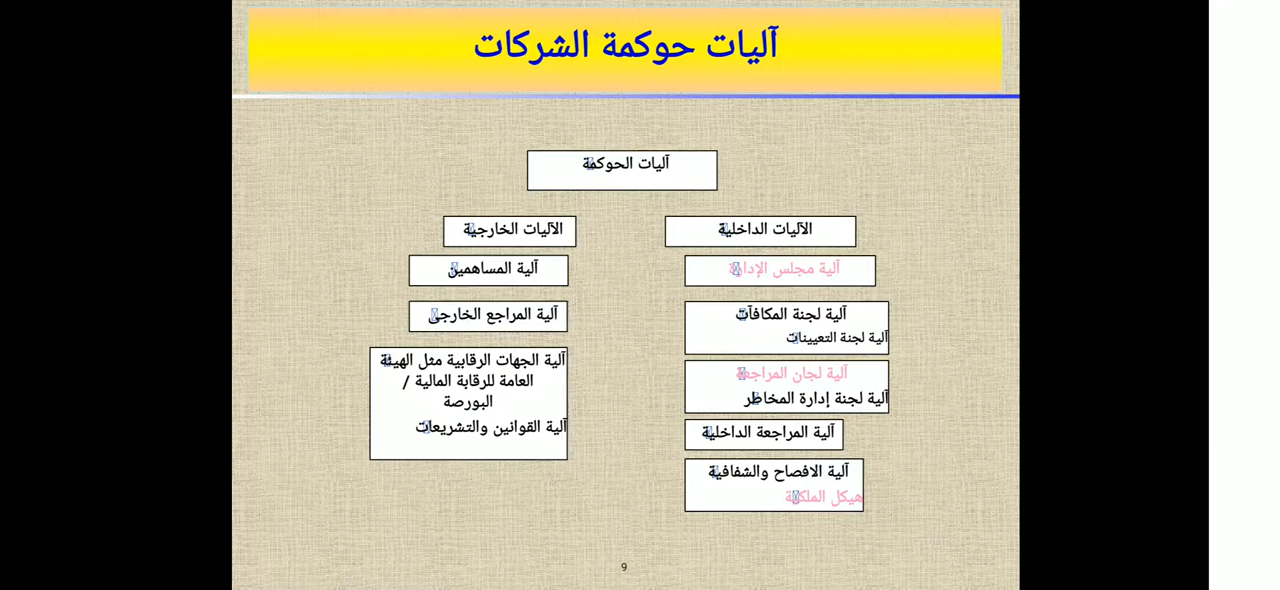 آليات حوكمة الشركات
آليات الحوكمة
الآليات الداخلية
آلية مجلس الإدارة
آلية لجنة المكافآت
آلية لجنة التعيينات
آلية لجان المراجعة
آلية لجنة إدارة المخاطر
آلية المراجعة الداخلية
آلية الافصاح والشفافية
هيكل الملكية
الآليات الخارجية
آلية المساهمين
آلية المراجع الخارجى
آلية الجهات الرقابية مثل الهيئة
العامة للرقابة المالية /
البورصة
آلية القوانين والتشريعات
9